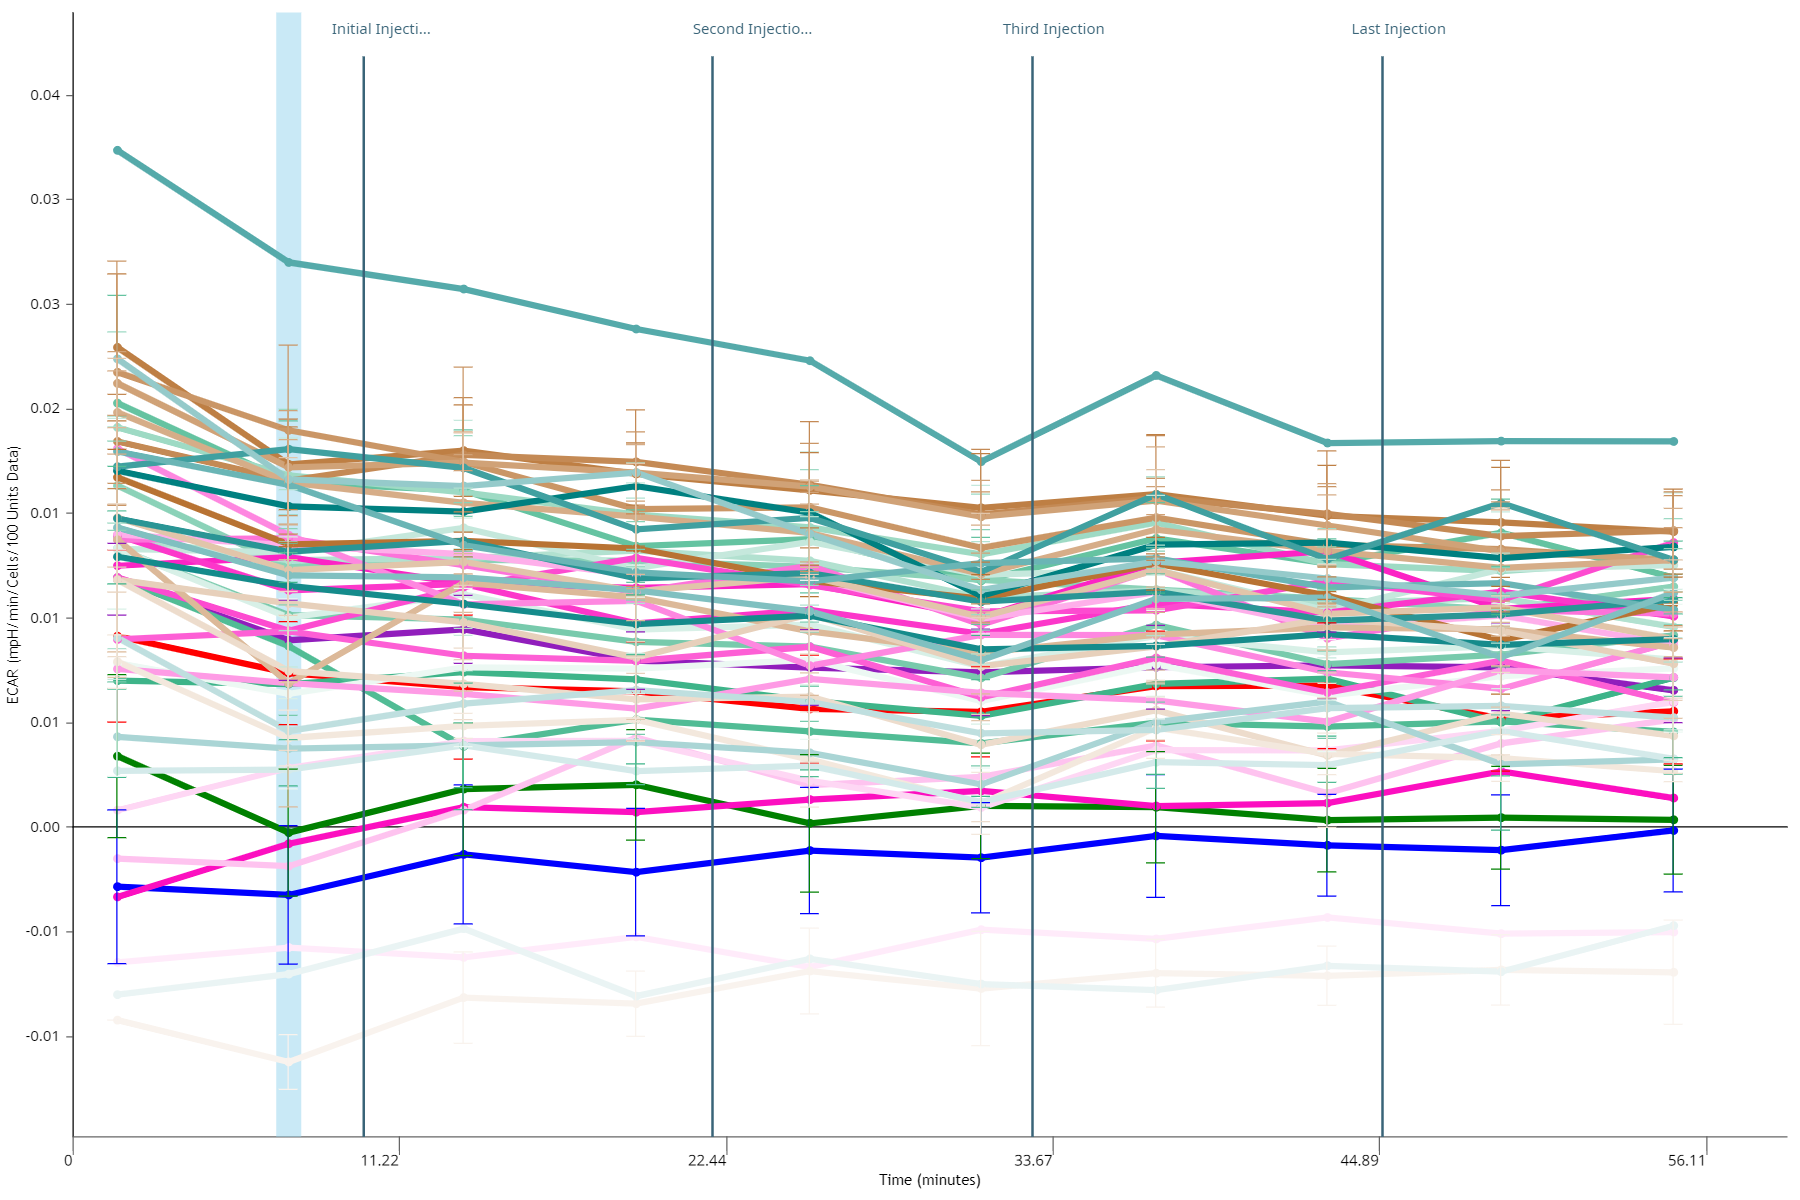 Initial Injecti... Second Injectio... Third Injection Last Injection
0.04
0.03
0.03
0.02
0.01
0.01
0.01
0.00
-0.01
-0.01
ECAR (mpH/min/Cells/100 Units Data)
0 11.22 22.44 33.67 44.89 56.11
Time (minutes)